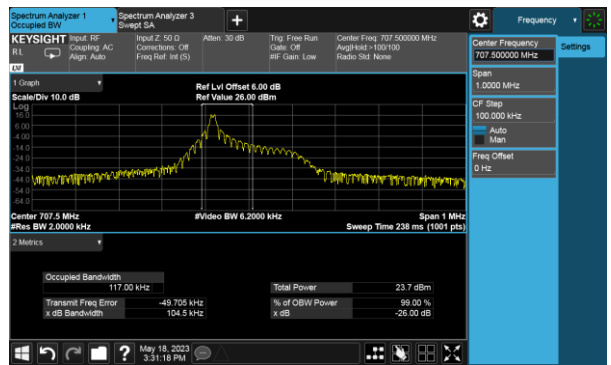 Spectrum Analyzer 1
Occupied BW
Spectrum Analyzer 3
Swept SA
Frequency
KEYSIGHT
RL
LXI
Input: RF
Coupling: AC
Align: Auto
Input Z: 50 Ω
Corrections: Off
Freq Ref: Int (S)
Atten: 30 dB
Trig: Free Run
Gate: Off
#IF Gain: Low
Center Freq: 707.500000 MHz
Avg|Hold:>100/100
Radio Std: None
Center Frequency
707.500000 MHz
Settings
Span
1.0000 MHz
CF Step
100.000 kHz
Auto
Man
Freq Offset
0 Hz
1 Graph
Scale/Div 10.0 dB
Ref Lvl Offset 6.00 dB
Ref Value 26.00 dBm
Log
16.0
6.00
-4.00
-14.0
-24.0
-34.0
-44.0
-54.0
-64.0
Center 707.5 MHz
#Video BW 6.2000 kHz
Span 1 MHz
#Res BW 2.0000 kHz
Sweep Time 238 ms (1001 pts)
2 Metrics
Occupied Bandwidth
117.00 kHz
Total Power
23.7 dBm
Transmit Freq Error
-49.705 kHz
% of OBW Power
99.00 %
x dB Bandwidth
104.5 kHz
x dB
-26.00 dB
?
May 18, 2023
3:31:18 PM